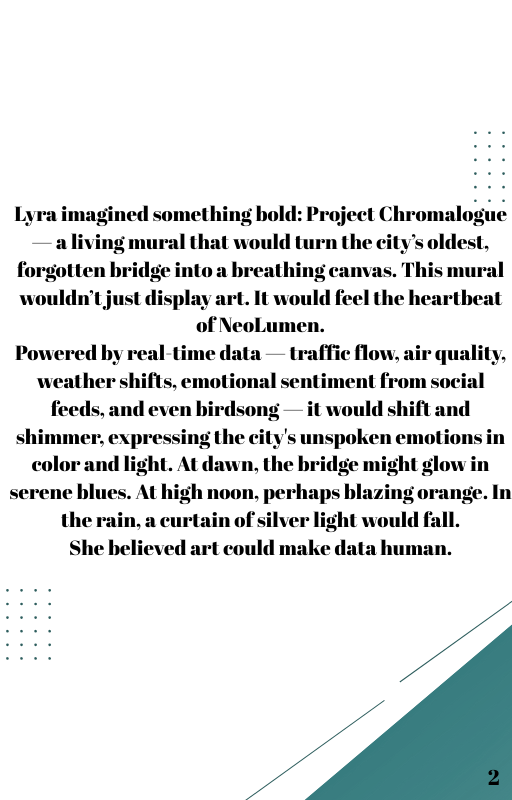 Lyra imagined something bold: Project Chromalogue
— a living mural that would turn the city’s oldest,
forgotten bridge into a breathing canvas. This mural
wouldn’t just display art. It would feel the heartbeat
of NeoLumen.
Powered by real-time data — traffic flow, air quality,
weather shifts, emotional sentiment from social
feeds, and even birdsong — it would shift and
shimmer, expressing the city's unspoken emotions in
color and light. At dawn, the bridge might glow in
serene blues. At high noon, perhaps blazing orange. In
the rain, a curtain of silver light would fall.
She believed art could make data human.
2